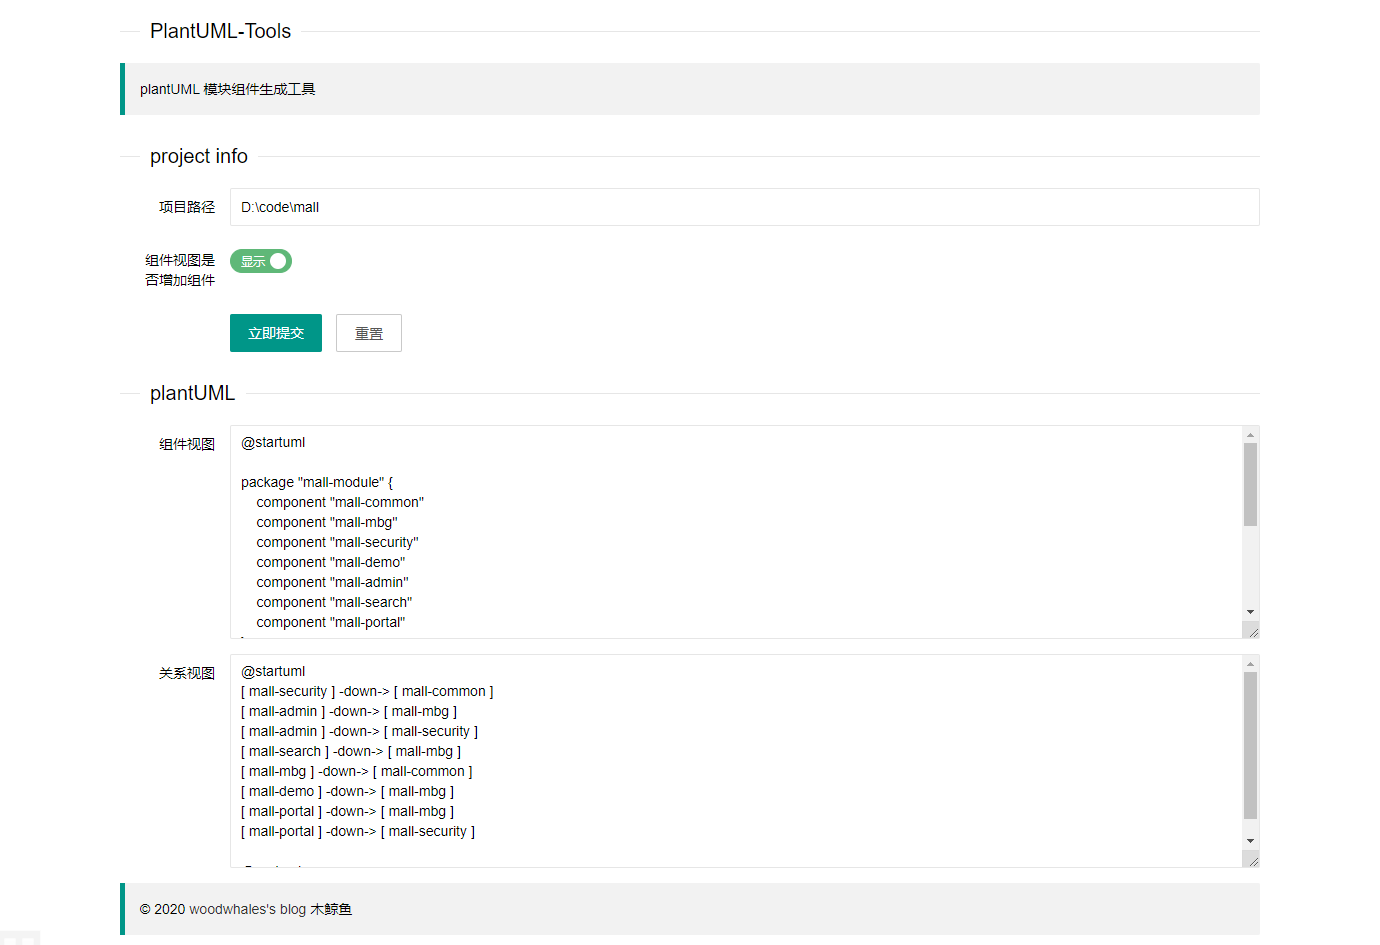 PlantUML-Tools
plantUML 模块组件生成工具
project info
项目路径
D:\code\mall
组件视图是
否增加组件
显示
立即提交
重置
plantUML
组件视图
@startuml
package "mall-module" {
    component "mall-common"
    component "mall-mbg"
    component "mall-security"
    component "mall-demo"
    component "mall-admin"
    component "mall-search"
    component "mall-portal"
关系视图
@startuml
[ mall-security ] -down-> [ mall-common ]
[ mall-admin ] -down-> [ mall-mbg ]
[ mall-admin ] -down-> [ mall-security ]
[ mall-search ] -down-> [ mall-mbg ]
[ mall-mbg ] -down-> [ mall-common ]
[ mall-demo ] -down-> [ mall-mbg ]
[ mall-portal ] -down-> [ mall-mbg ]
[ mall-portal ] -down-> [ mall-security ]
© 2020 woodwhales's blog 木鲸鱼